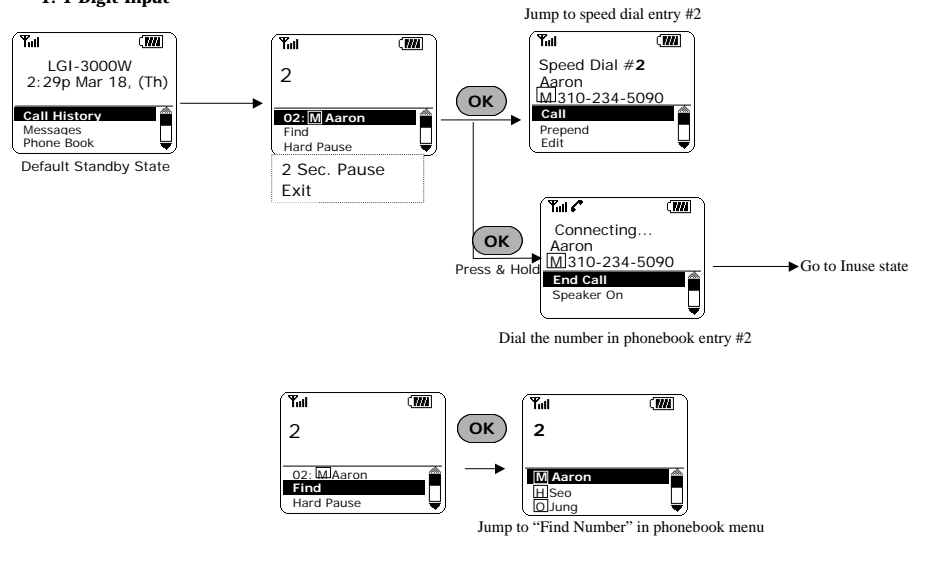 1. 1 Digit Input
Jump to speed dial entry #2
LGI-3000W
2:29p Mar 18, (Th)
Call History
Messages
Phone Book
Default Standby State
2
02: M Aaron
Find
Hard Pause
2 Sec. Pause
Exit
OK
Speed Dial #2
Aaron
M 310-234-5090
Call
Prepend
Edit
OK
Press & Hold
Connecting...
Aaron
M 310-234-5090
End Call
Speaker On
Go to Inuse state
Dial the number in phonebook entry #2
2
02: M Aaron
Find
Hard Pause
OK
2
M Aaron
H Seo
O Jung
Jump to “Find Number” in phonebook menu